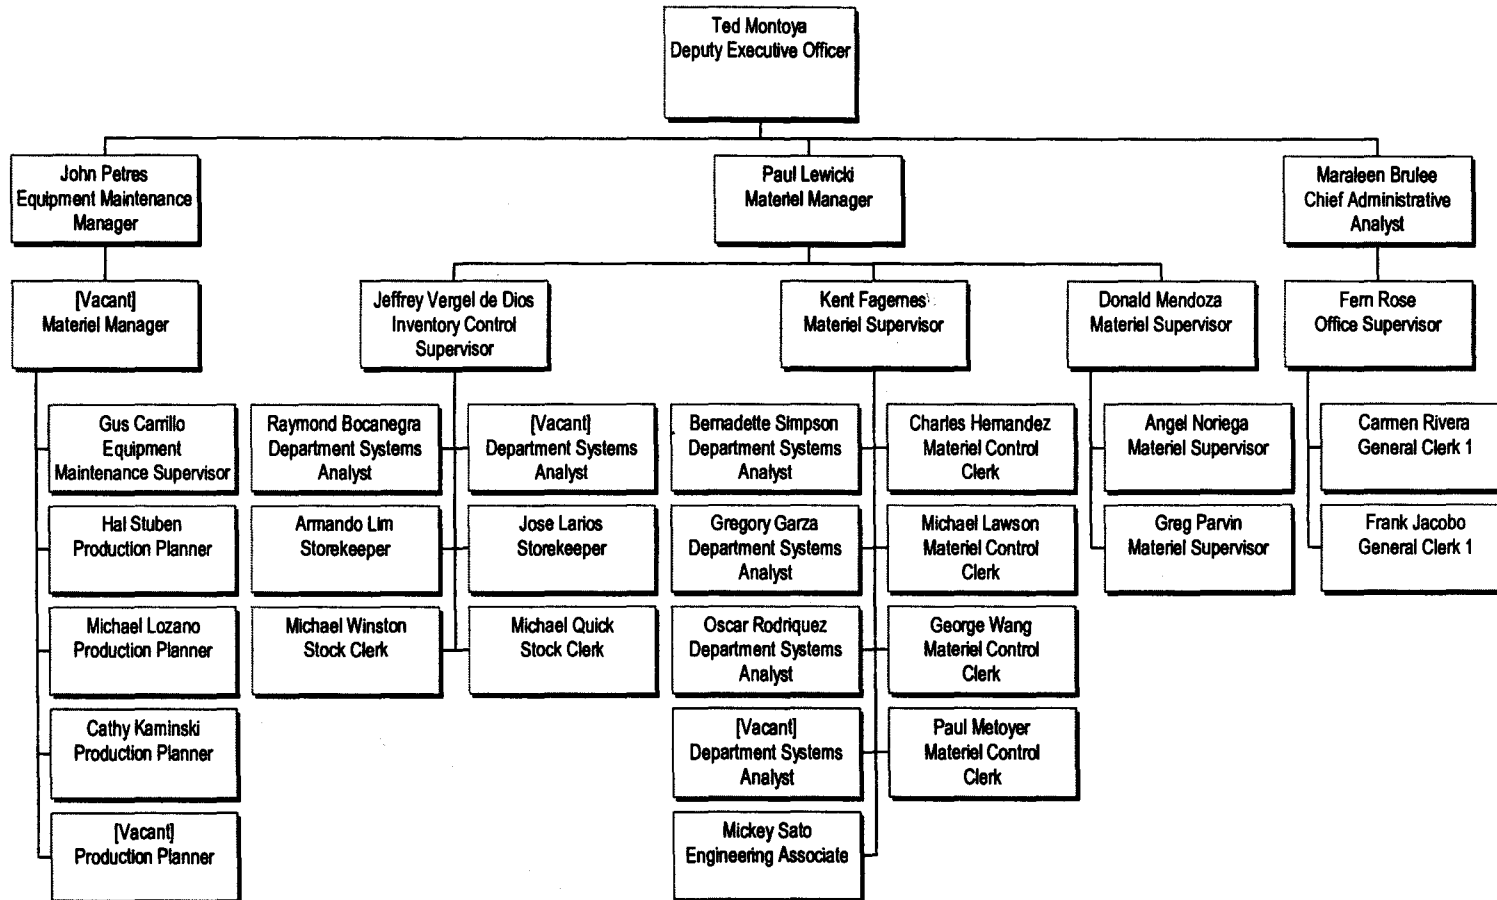 Ted Montoya
Deputy Executive Officer
John Petres
Equipment Maintenance
Manager
Paul Lewicki
Materiel Manager
Maraleen Brulee
Chief Administrative
Analyst
[Vacant]
Materiel Manager
Jeffrey Vergel de Dios
Inventory Control
Supervisor
Kent Fagernes
Materiel Supervisor
Donald Mendoza
Materiel Supervisor
Fern Rose
Office Supervisor
Gus Carrillo
Equipment
Maintenance Supervisor
Raymond Bocanegra
Department Systems
Analyst
[Vacant]
Department Systems
Analyst
Bernadette Simpson
Department Systems
Analyst
Charles Hernandez
Materiel Control
Clerk
Angel Noriega
Materiel Supervisor
Carmen Rivera
General Clerk 1
Hal Stuben
Production Planner
Armando Lim
Storekeeper
Jose Larios
Storekeeper
Gregory Garza
Department Systems
Analyst
Michael Lawson
Materiel Control
Clerk
Greg Parvin
Materiel Supervisor
Frank Jacobo
General Clerk 1
Michael Lozano
Production Planner
Michael Winston
Stock Clerk
Michael Quick
Stock Clerk
Oscar Rodriquez
Department Systems
Analyst
George Wang
Materiel Control
Clerk
Cathy Kaminski
Production Planner
[Vacant]
Department Systems
Analyst
Paul Metoyer
Materiel Control
Clerk
[Vacant]
Production Planner
Mickey Sato
Engineering Associate